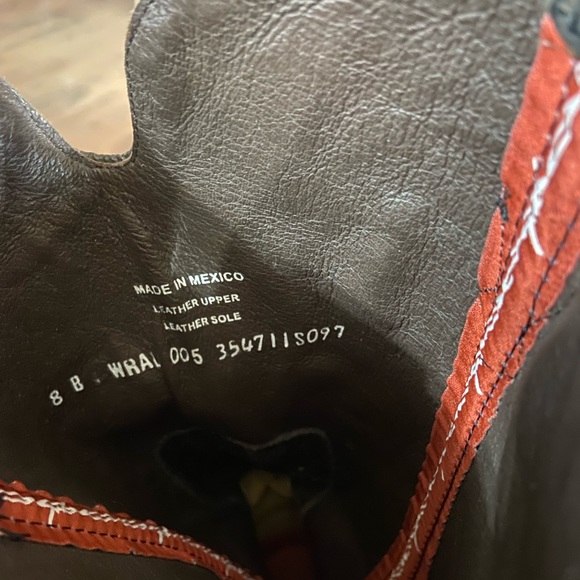 MADE IN MEXICO
LEATHER UPPER
LEATHER SOLE
8 B . WRAL 005 354711S097